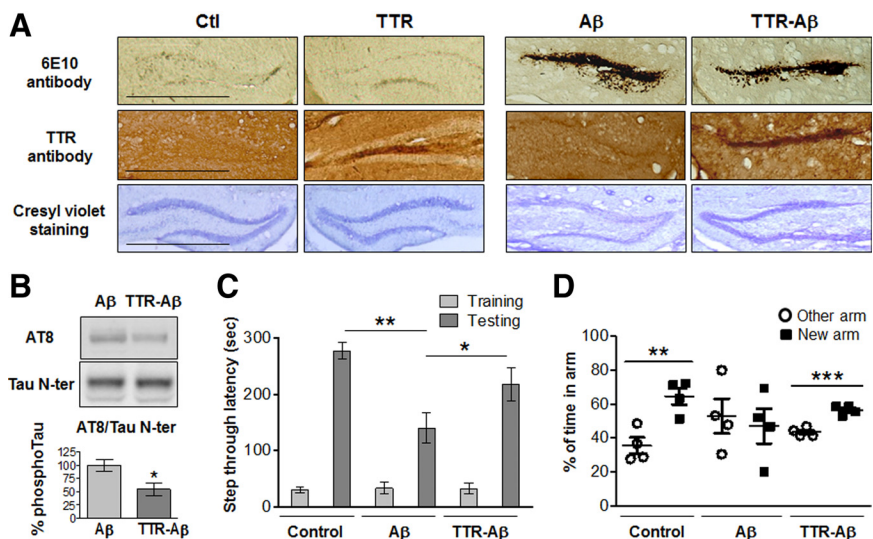 A
Ctl TTR Aβ TTR-Aβ
6E10
antibody
TTR
antibody
Cresyl violet
staining
B
Aβ TTR-Aβ
AT8
Tau N-ter
AT8/Tau N-ter
% phosphoTau
125
100
75
50
25
0
*
Aβ TTR-Aβ
C
Training
Testing
Step through latency (sec)
300
200
100
0
**
*
Control Aβ TTR-Aβ
D
Other arm
New arm
% of time in arm
100
80
60
40
20
0
**
***
Control Aβ TTR-Aβ